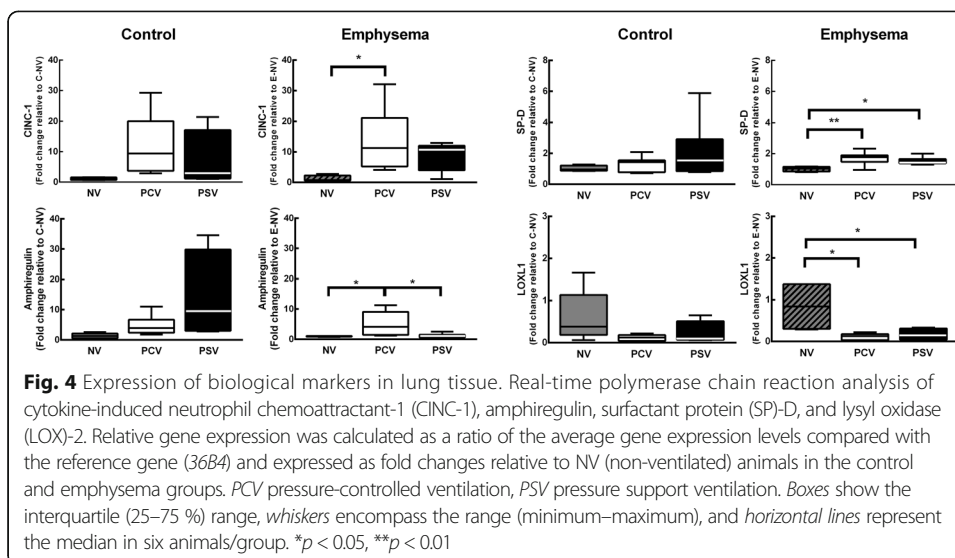 Control
Emphysema
Control
Emphysema
CINC-1
(Fold change relative to C-NV)
40
30
20
10
0
NV PCV PSV
CINC-1
(Fold change relative to E-NV)
40
30
20
10
0
*
NV PCV PSV
SP-D
(Fold change relative to C-NV)
8
6
4
2
0
NV PCV PSV
SP-D
(Fold change relative to E-NV)
8
6
4
2
0
*
**
NV PCV PSV
Amphiregulin
(Fold change relative to C-NV)
40
30
20
10
0
NV PCV PSV
Amphiregulin
(Fold change relative to E-NV)
40
30
20
10
0
* *
NV PCV PSV
LOXL1
(Fold change relative to C-NV)
3
2
1
0
NV PCV PSV
LOXL1
(Fold change relative to E-NV)
3
2
1
0
*
*
NV PCV PSV
Fig. 4 Expression of biological markers in lung tissue. Real-time polymerase chain reaction analysis of
cytokine-induced neutrophil chemoattractant-1 (CINC-1), amphiregulin, surfactant protein (SP)-D, and lysyl oxidase
(LOX)-2. Relative gene expression was calculated as a ratio of the average gene expression levels compared with
the reference gene (36B4) and expressed as fold changes relative to NV (non-ventilated) animals in the control
and emphysema groups. PCV pressure-controlled ventilation, PSV pressure support ventilation. Boxes show the
interquartile (25–75 %) range, whiskers encompass the range (minimum–maximum), and horizontal lines represent
the median in six animals/group. *p < 0.05, **p < 0.01